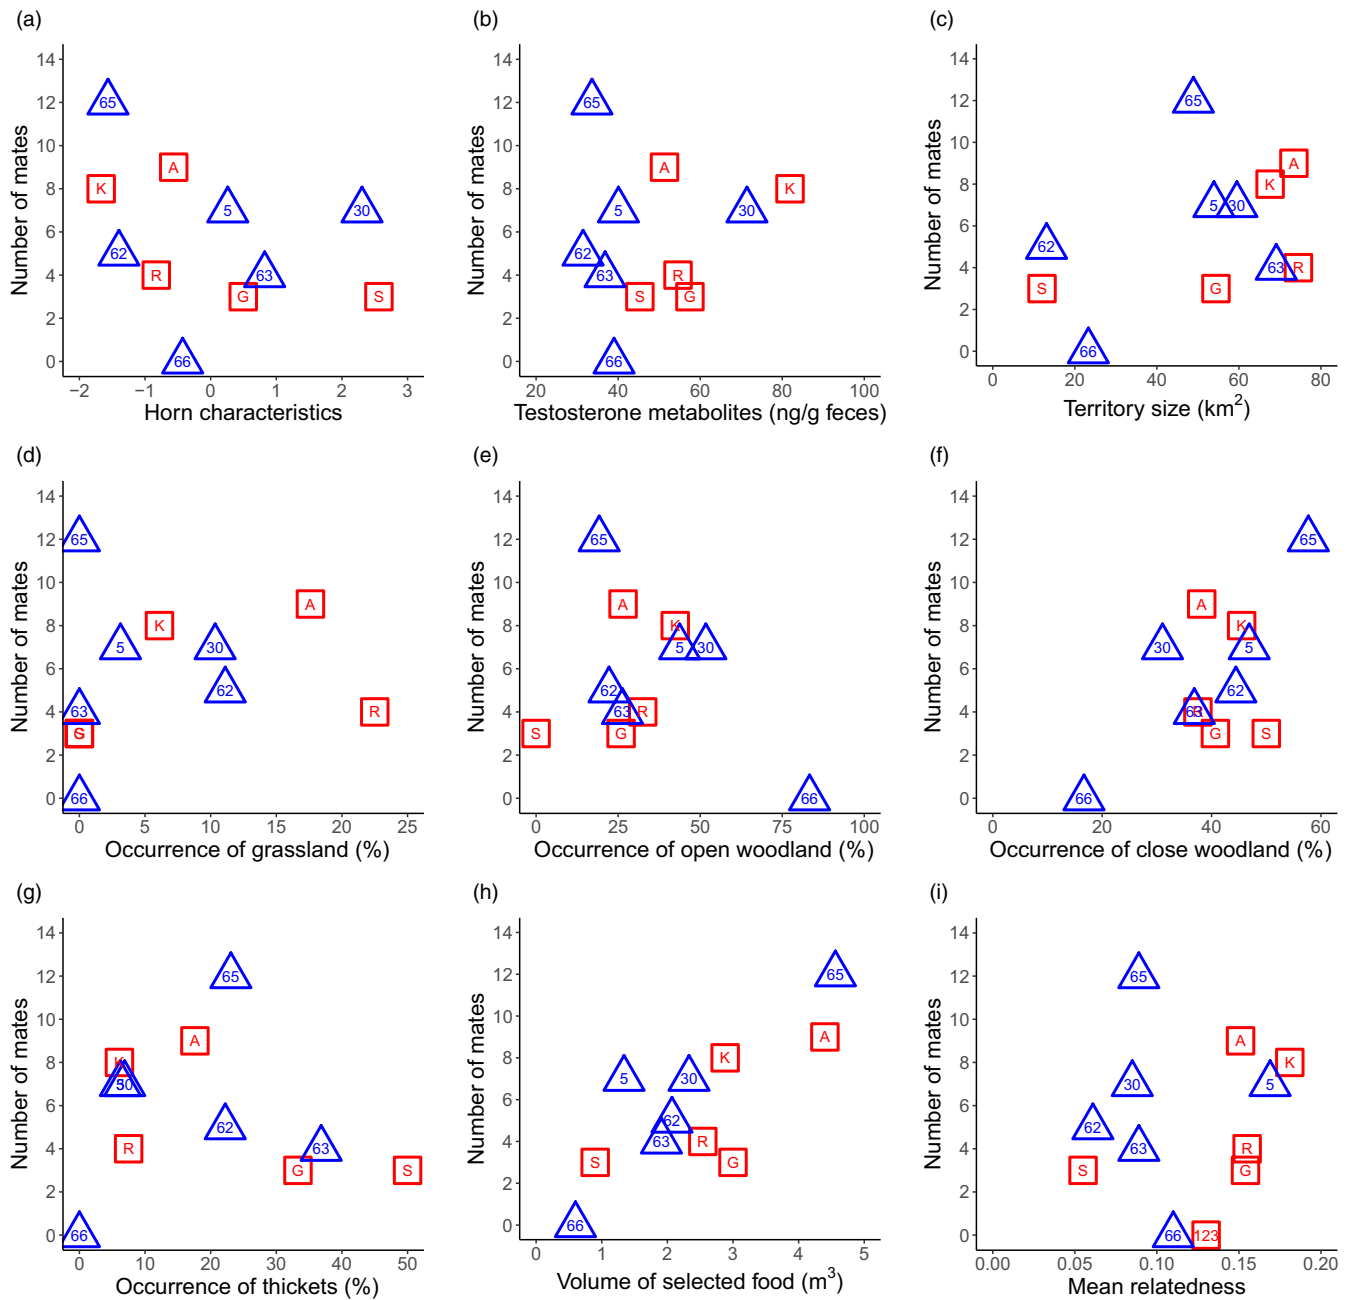 (a)
Number of mates
14
12
10
8
6
4
2
0
65
A
K
5
30
62
R
63
G
S
66
−2 −1 0 1 2 3
Horn characteristics
(b)
Number of mates
14
12
10
8
6
4
2
0
65
A
K
5
30
62
63
R
S
G
66
20 40 60 80 100
Testosterone metabolites (ng/g feces)
(c)
Number of mates
14
12
10
8
6
4
2
0
65
A
K
5
30
62
63
R
S
G
66
0 20 40 60 80
Territory size (km²)
(d)
Number of mates
14
12
10
8
6
4
2
0
65
A
K
5
30
62
63
R
S
G
66
0 5 10 15 20 25
Occurrence of grassland (%)
(e)
Number of mates
14
12
10
8
6
4
2
0
65
A
K
5
30
62
63
R
S
G
66
0 25 50 75 100
Occurrence of open woodland (%)
(f)
Number of mates
14
12
10
8
6
4
2
0
65
A
K
30
5
62
63
R
G
S
66
0 20 40 60
Occurrence of close woodland (%)
(g)
Number of mates
14
12
10
8
6
4
2
0
65
A
K
5
30
62
R
63
G
S
66
0 10 20 30 40 50
Occurrence of thickets (%)
(h)
Number of mates
14
12
10
8
6
4
2
0
65
A
K
5
30
62
63
R
S
G
66
0 1 2 3 4 5
Volume of selected food (m³)
(i)
Number of mates
14
12
10
8
6
4
2
0
65
A
K
30
5
62
63
R
S
G
66
123
0.00 0.05 0.10 0.15 0.20
Mean relatedness